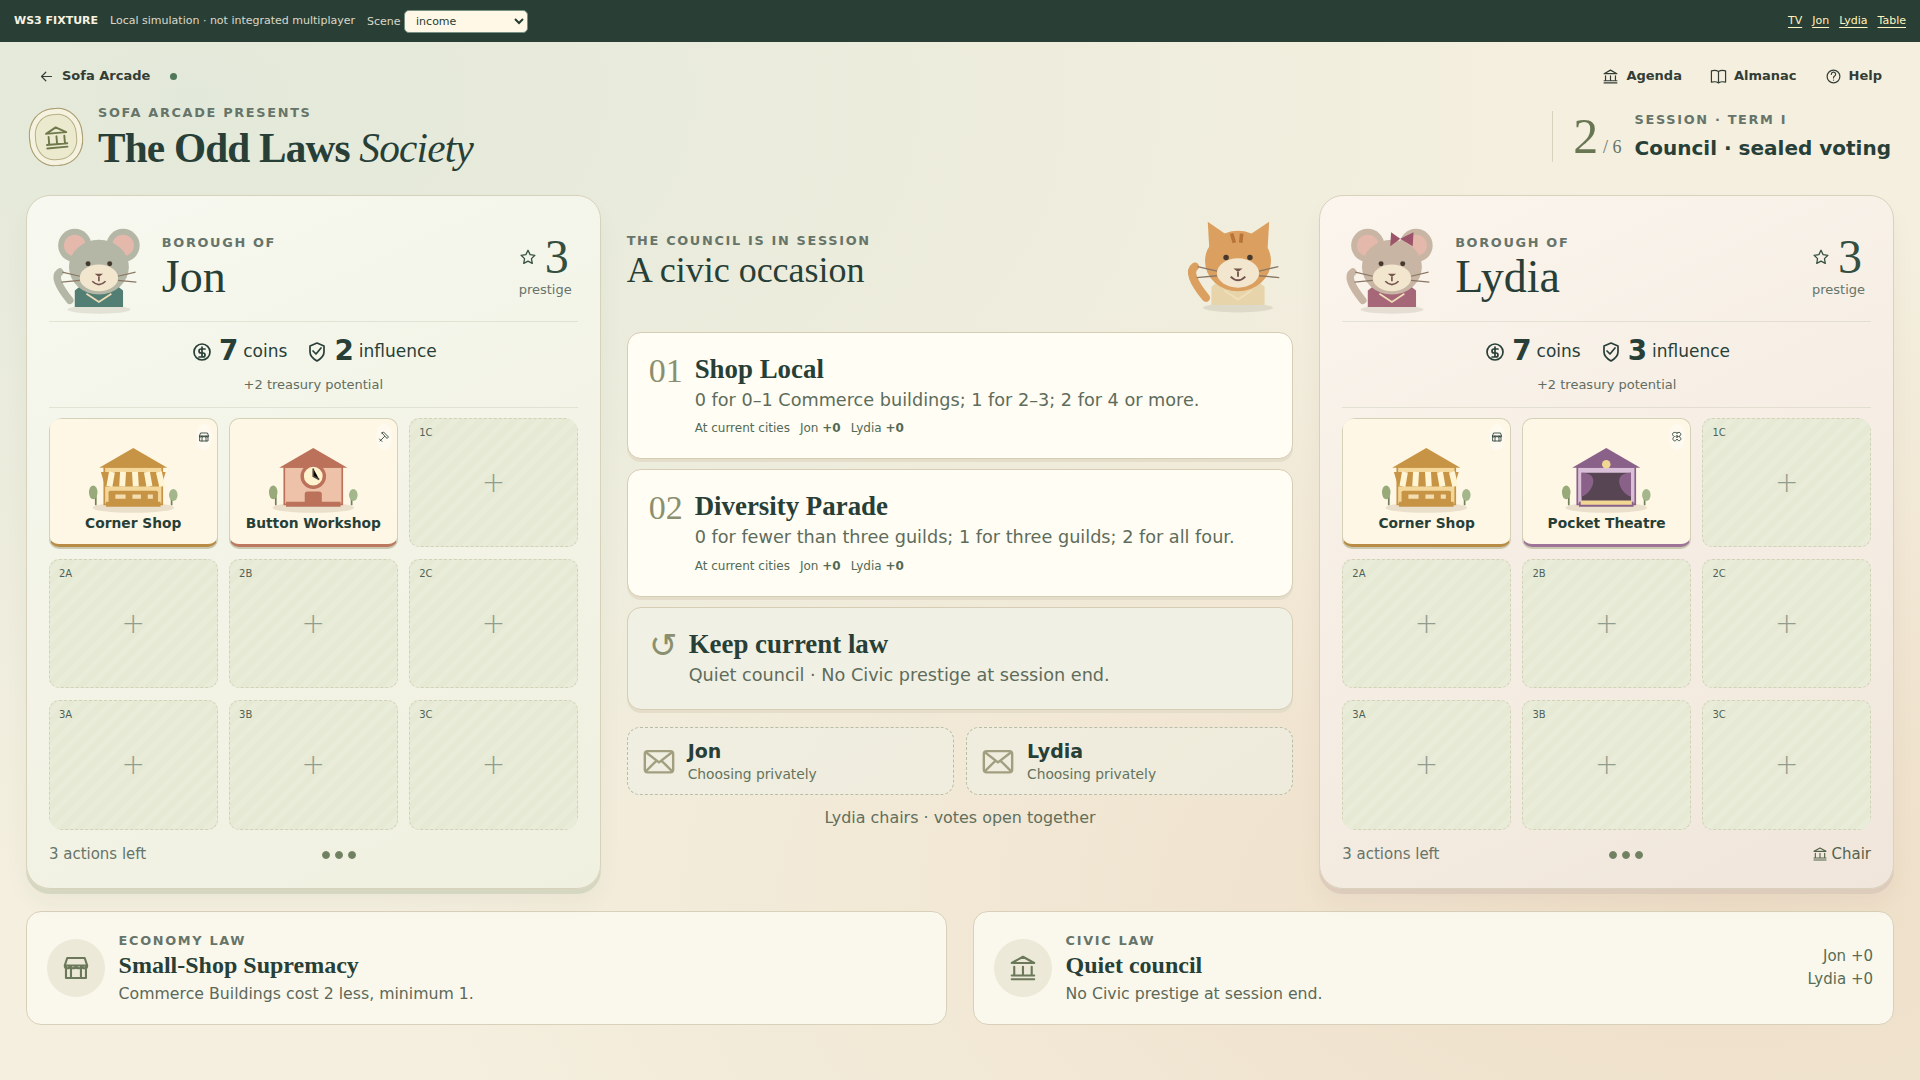 WS3 FIXTURE Local simulation · not integrated multiplayer Scene income TV Jon Lydia Table
Sofa Arcade Agenda Almanac Help
SOFA ARCADE PRESENTS
The Odd Laws Society
2 / 6
SESSION · TERM I
Council · sealed voting
BOROUGH OF
Jon
3
prestige
7 coins 2 influence
+2 treasury potential
Corner Shop
Button Workshop
1C
2A
2B
2C
3A
3B
3C
3 actions left
THE COUNCIL IS IN SESSION
A civic occasion
01 Shop Local
0 for 0–1 Commerce buildings; 1 for 2–3; 2 for 4 or more.
At current cities Jon +0 Lydia +0
02 Diversity Parade
0 for fewer than three guilds; 1 for three guilds; 2 for all four.
At current cities Jon +0 Lydia +0
↺ Keep current law
Quiet council · No Civic prestige at session end.
Jon
Choosing privately
Lydia
Choosing privately
Lydia chairs · votes open together
BOROUGH OF
Lydia
3
prestige
7 coins 3 influence
+2 treasury potential
Corner Shop
Pocket Theatre
1C
2A
2B
2C
3A
3B
3C
3 actions left
Chair
ECONOMY LAW
Small-Shop Supremacy
Commerce Buildings cost 2 less, minimum 1.
CIVIC LAW
Quiet council
No Civic prestige at session end.
Jon +0
Lydia +0